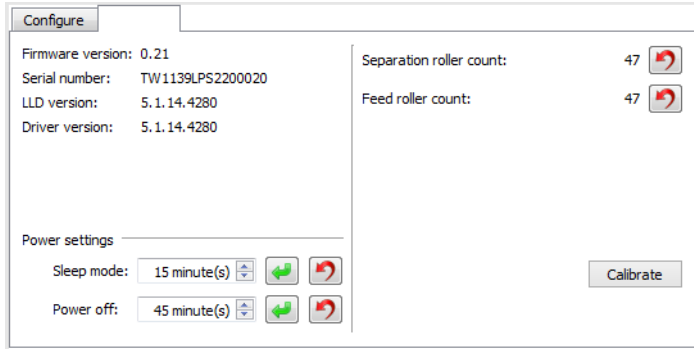 Configure
Firmware version: 0.21
Serial number: TW1139LPS2200020
LLD version: 5.1.14.4280
Driver version: 5.1.14.4280
Separation roller count: 47
Feed roller count: 47
Power settings
Sleep mode: 15 minute(s)
Power off: 45 minute(s)
Calibrate